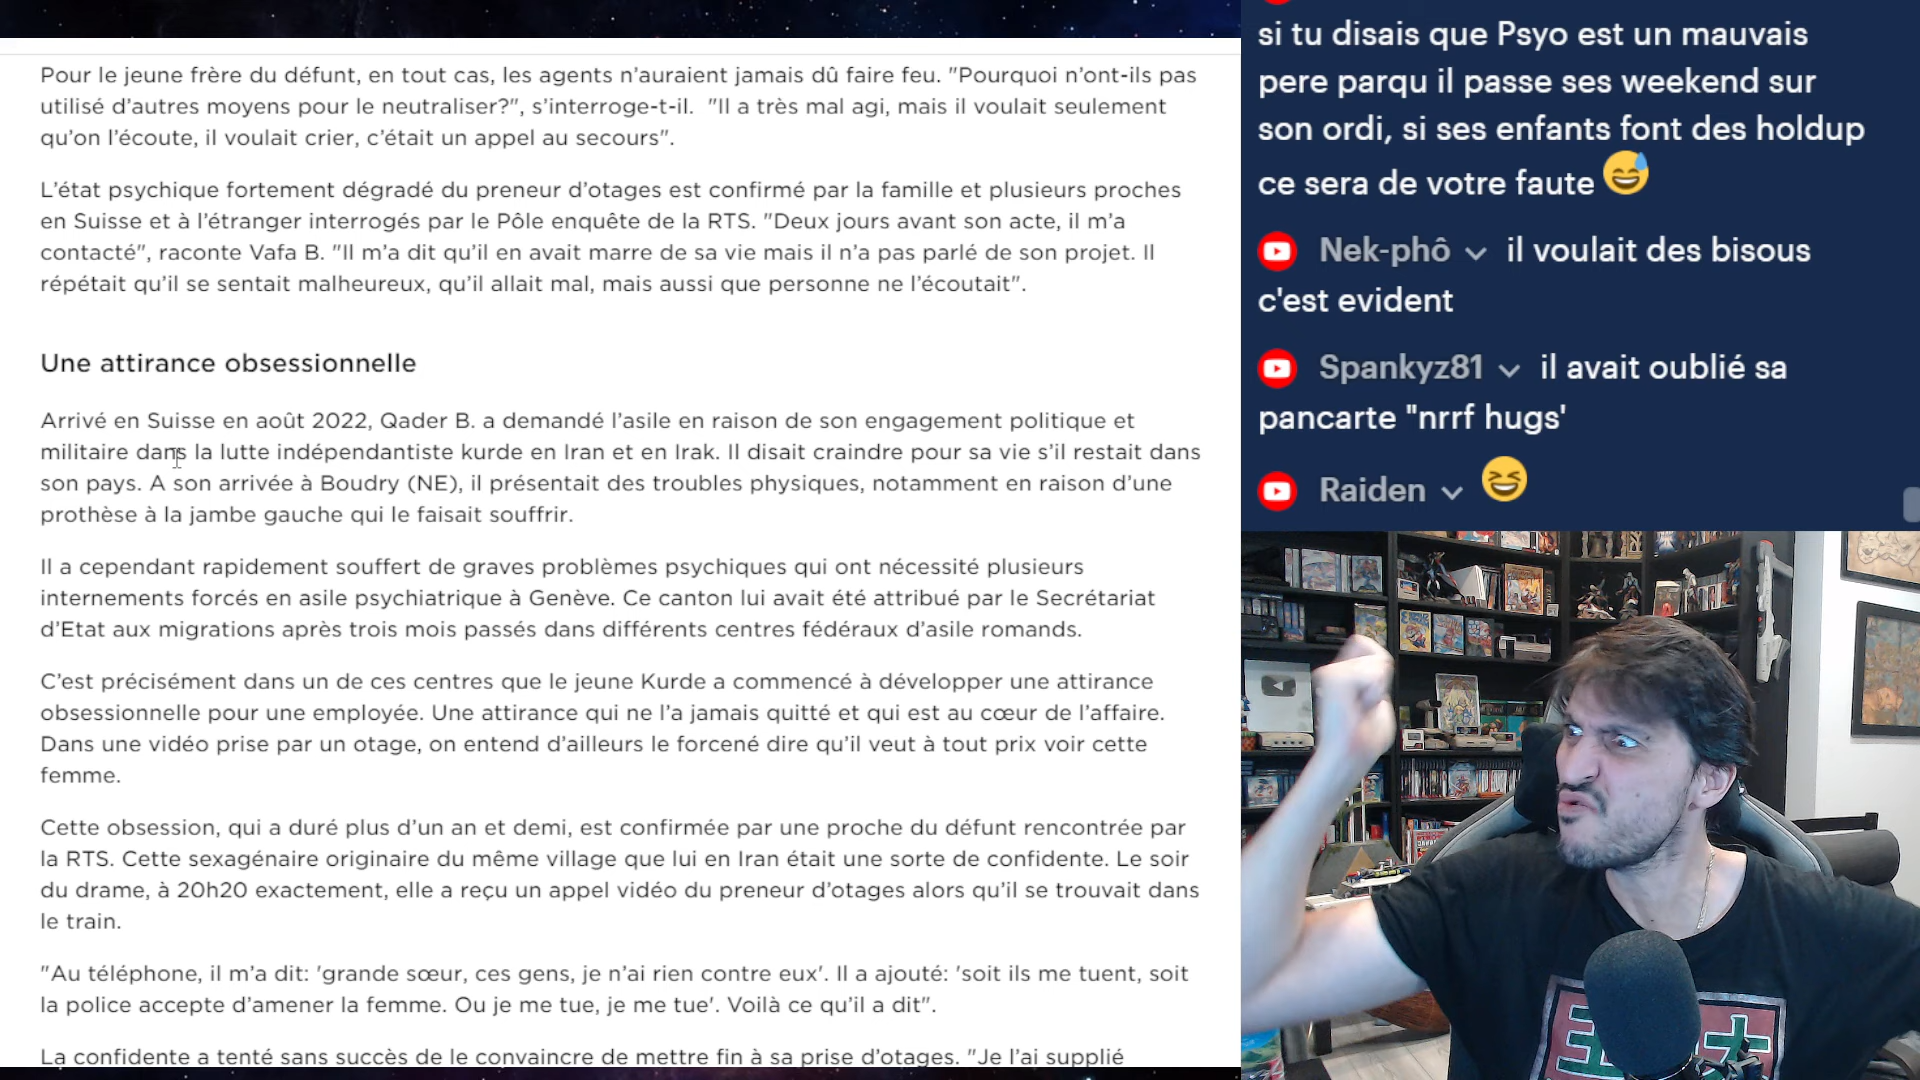 Pour le jeune frère du défunt, en tout cas, les agents n’auraient jamais dû faire feu. "Pourquoi n’ont-ils pas
utilisé d’autres moyens pour le neutraliser?", s’interroge-t-il. "Il a très mal agi, mais il voulait seulement
qu’on l’écoute, il voulait crier, c’était un appel au secours".
L’état psychique fortement dégradé du preneur d’otages est confirmé par la famille et plusieurs proches
en Suisse et à l’étranger interrogés par le Pôle enquête de la RTS. "Deux jours avant son acte, il m’a
contacté", raconte Vafa B. "Il m’a dit qu’il en avait marre de sa vie mais il n’a pas parlé de son projet. Il
répétait qu’il se sentait malheureux, qu’il allait mal, mais aussi que personne ne l’écoutait".
Une attirance obsessionnelle
Arrivé en Suisse en août 2022, Qader B. a demandé l’asile en raison de son engagement politique et
militaire dans la lutte indépendantiste kurde en Iran et en Irak. Il disait craindre pour sa vie s’il restait dans
son pays. A son arrivée à Boudry (NE), il présentait des troubles physiques, notamment en raison d’une
prothèse à la jambe gauche qui le faisait souffrir.
Il a cependant rapidement souffert de graves problèmes psychiques qui ont nécessité plusieurs
internements forcés en asile psychiatrique à Genève. Ce canton lui avait été attribué par le Secrétariat
d’Etat aux migrations après trois mois passés dans différents centres fédéraux d’asile romands.
C’est précisément dans un de ces centres que le jeune Kurde a commencé à développer une attirance
obsessionnelle pour une employée. Une attirance qui ne l’a jamais quitté et qui est au cœur de l’affaire.
Dans une vidéo prise par un otage, on entend d’ailleurs le forcené dire qu’il veut à tout prix voir cette
femme.
Cette obsession, qui a duré plus d’un an et demi, est confirmée par une proche du défunt rencontrée par
la RTS. Cette sexagénaire originaire du même village que lui en Iran était une sorte de confidente. Le soir
du drame, à 20h20 exactement, elle a reçu un appel vidéo du preneur d’otages alors qu’il se trouvait dans
le train.
"Au téléphone, il m’a dit: 'grande sœur, ces gens, je n’ai rien contre eux'. Il a ajouté: 'soit ils me tuent, soit
la police accepte d’amener la femme. Ou je me tue, je me tue'. Voilà ce qu’il a dit".
La confidente a tenté sans succès de le convaincre de mettre fin à sa prise d’otages. "Je l’ai supplié
si tu disais que Psyo est un mauvais
pere parqu il passe ses weekend sur
son ordi, si ses enfants font des holdup
ce sera de votre faute 😅
Nek-phô il voulait des bisous
c'est evident
Spankyz81 il avait oublié sa
pancarte "nrrf hugs'
Raiden 😆